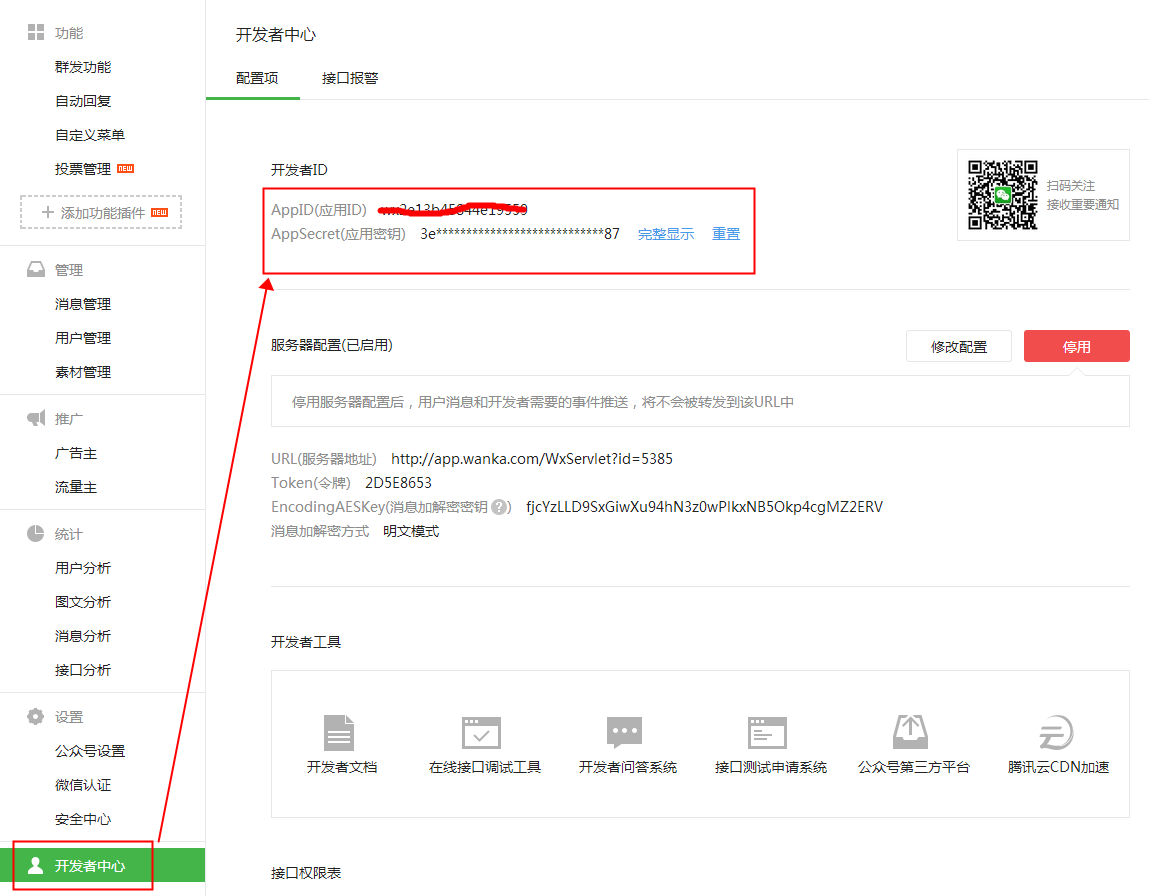 功能
群发功能
自动回复
自定义菜单
投票管理 NEW
添加功能插件 NEW
管理
消息管理
用户管理
素材管理
推广
广告主
流量主
统计
用户分析
图文分析
消息分析
接口分析
设置
公众号设置
微信认证
安全中心
开发者中心
开发者中心
配置项 接口报警
开发者ID
AppID(应用ID)
AppSecret(应用密钥) 3e****************************87 完整显示 重置
扫码关注
接收重要通知
服务器配置(已启用) 修改配置 停用
停用服务器配置后，用户消息和开发者需要的事件推送，将不会被转发到该URL中
URL(服务器地址) http://app.wanka.com/WxServlet?id=5385
Token(令牌) 2D5E8653
EncodingAESKey(消息加解密密钥 ?) fjcYzLLD9SxGiwXu94hN3z0wPlkxNB5Okp4cgMZ2ERV
消息加解密方式 明文模式
开发者工具
开发者文档 在线接口调试工具 开发者问答系统 接口测试申请系统 公众号第三方平台 腾讯云CDN加速
接口权限表